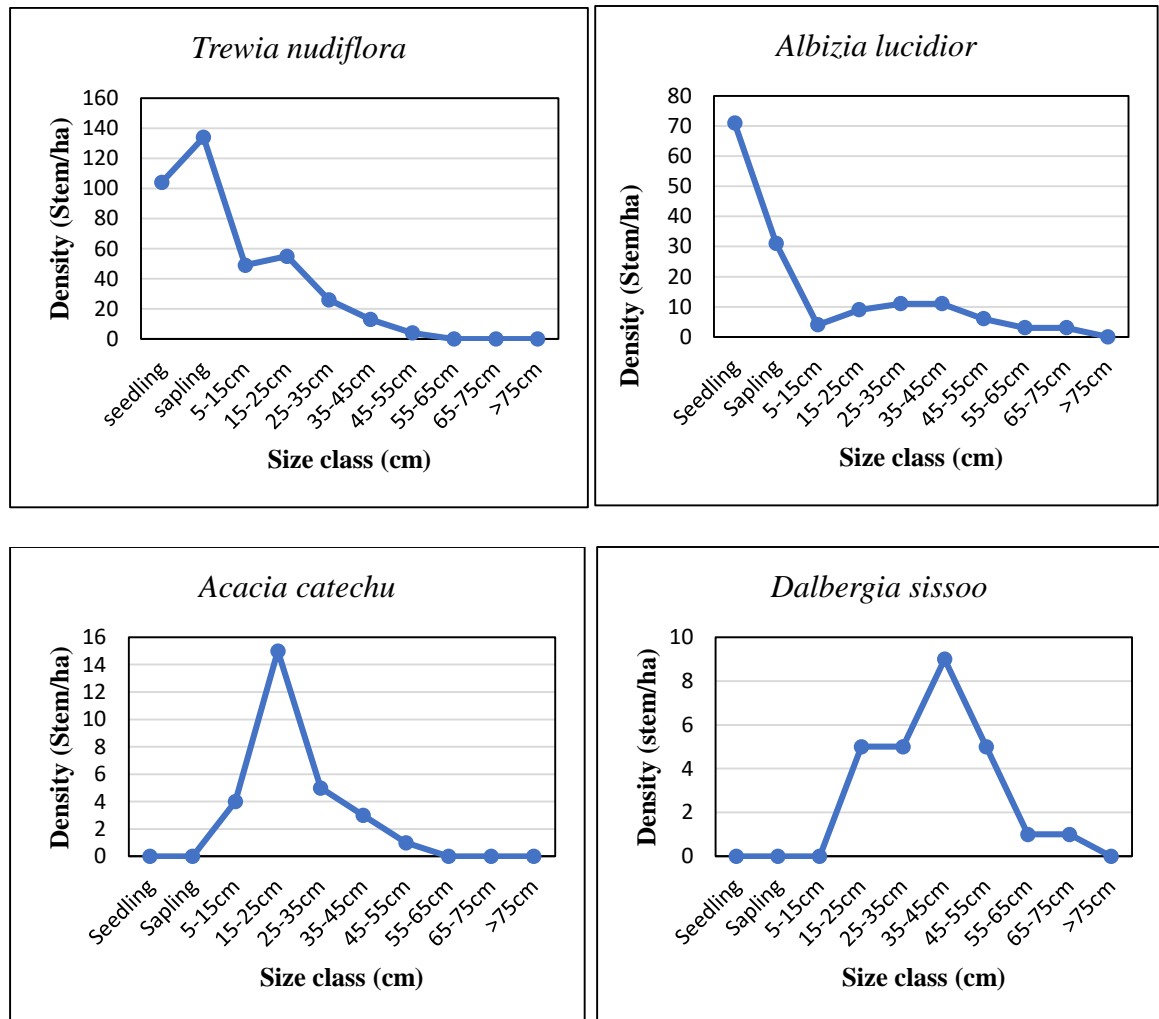 Trewia nudiflora
Density (Stem/ha)
160
140
120
100
80
60
40
20
0
seedling
sapling
5-15cm
15-25cm
25-35cm
35-45cm
45-55cm
55-65cm
65-75cm
>75cm
Size class (cm)
Albizia lucidior
Density (Stem/ha)
80
70
60
50
40
30
20
10
0
Seedling
Sapling
5-15cm
15-25cm
25-35cm
35-45cm
45-55cm
55-65cm
65-75cm
>75cm
Size class (cm)
Acacia catechu
Density (Stem/ha)
16
14
12
10
8
6
4
2
0
Seedling
Sapling
5-15cm
15-25cm
25-35cm
35-45cm
45-55cm
55-65cm
65-75cm
>75cm
Size class (cm)
Dalbergia sissoo
Density (stem/ha)
10
8
6
4
2
0
Seedling
Sapling
5-15cm
15-25cm
25-35cm
35-45cm
45-55cm
55-65cm
65-75cm
>75cm
Size class (cm)